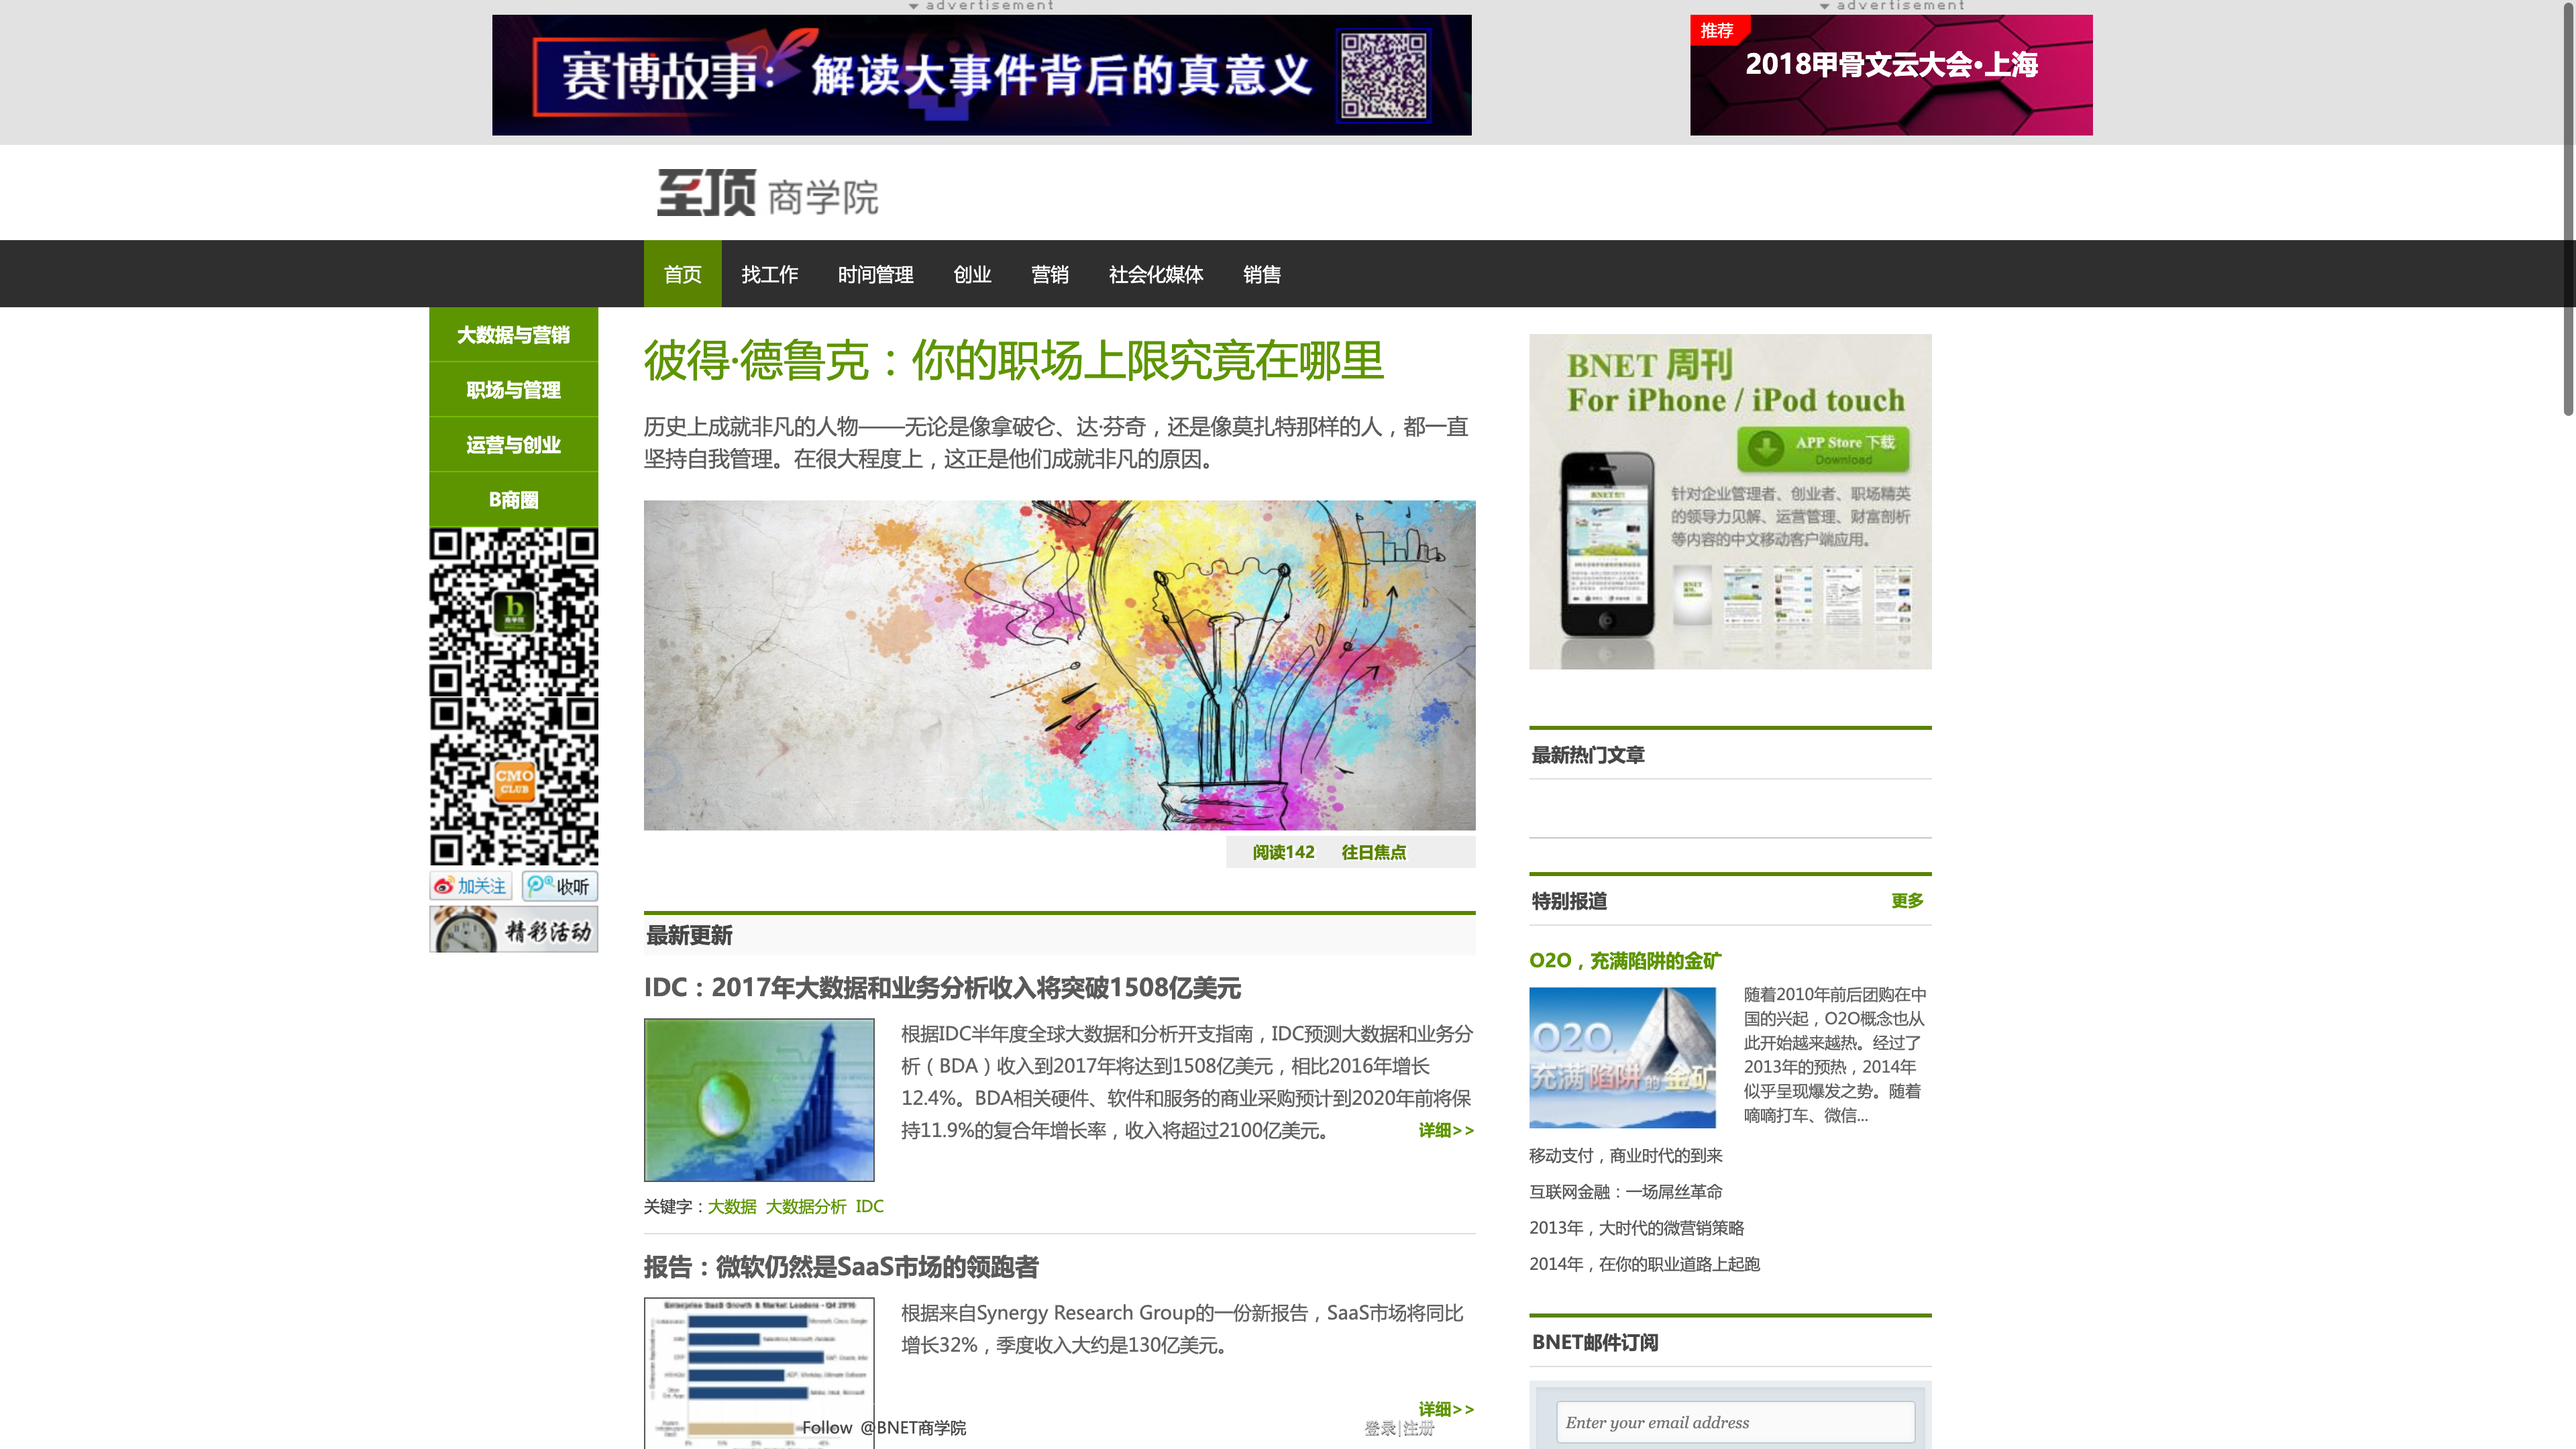 advertisement
advertisement
赛博故事：解读大事件背后的真意义
推荐
2018甲骨文云大会·上海
至顶 商学院
首页 找工作 时间管理 创业 营销 社会化媒体 销售
大数据与营销
职场与管理
运营与创业
B商圈
b
商学院
CMO
CLUB
加关注
收听
精彩活动
彼得·德鲁克：你的职场上限究竟在哪里
历史上成就非凡的人物——无论是像拿破仑、达·芬奇，还是像莫扎特那样的人，都一直
坚持自我管理。在很大程度上，这正是他们成就非凡的原因。
阅读142 往日焦点
最新更新
IDC：2017年大数据和业务分析收入将突破1508亿美元
根据IDC半年度全球大数据和分析开支指南，IDC预测大数据和业务分
析（BDA）收入到2017年将达到1508亿美元，相比2016年增长
12.4%。BDA相关硬件、软件和服务的商业采购预计到2020年前将保
持11.9%的复合年增长率，收入将超过2100亿美元。 详细>>
关键字：大数据 大数据分析 IDC
报告：微软仍然是SaaS市场的领跑者
Enterprise SaaS Growth & Market Leaders - Q4 2016
根据来自Synergy Research Group的一份新报告，SaaS市场将同比
增长32%，季度收入大约是130亿美元。
详细>>
Follow @BNET商学院
登录|注册
BNET 周刊
For iPhone / iPod touch
APP Store 下载
Download
针对企业管理者、创业者、职场精英
的领导力见解、运营管理、财富剖析
等内容的中文移动客户端应用。
最新热门文章
特别报道 更多
O2O，充满陷阱的金矿
O2O,
充满陷阱的金矿
随着2010年前后团购在中
国的兴起，O2O概念也从
此开始越来越热。经过了
2013年的预热，2014年
似乎呈现爆发之势。随着
嘀嘀打车、微信...
移动支付，商业时代的到来
互联网金融：一场屌丝革命
2013年，大时代的微营销策略
2014年，在你的职业道路上起跑
BNET邮件订阅
Enter your email address